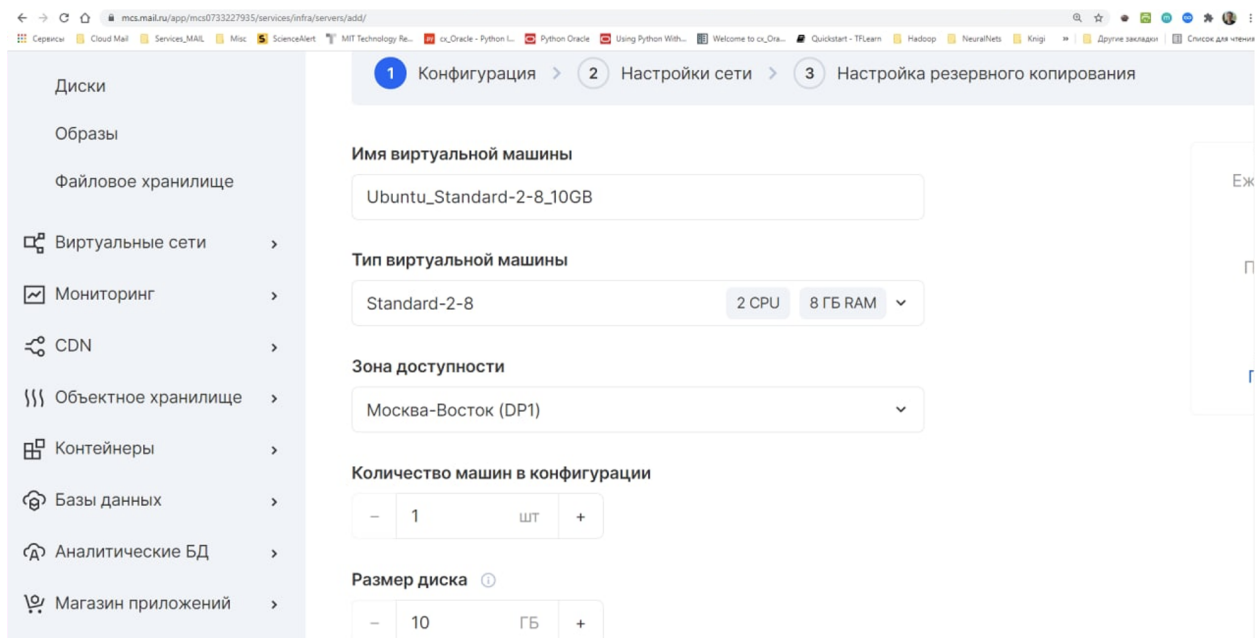 mcs.mail.ru/app/mcs0733227935/services/infra/servers/add/
Сервисы Cloud Mail Services_MAIL Misc ScienceAlert MIT Technology Re... cx_Oracle - Python I... Python Oracle Using Python With... Welcome to cx_Ora... Quickstart - TFLearn Hadoop NeuralNets Knigi » Другие закладки Список для чтения
Диски
Образы
Файловое хранилище
Виртуальные сети
Мониторинг
CDN
Объектное хранилище
Контейнеры
Базы данных
Аналитические БД
Магазин приложений
1 Конфигурация > 2 Настройки сети > 3 Настройка резервного копирования
Имя виртуальной машины
Ubuntu_Standard-2-8_10GB
Тип виртуальной машины
Standard-2-8 2 CPU 8 ГБ RAM
Зона доступности
Москва-Восток (DP1)
Количество машин в конфигурации
− 1 шт +
Размер диска
− 10 ГБ +